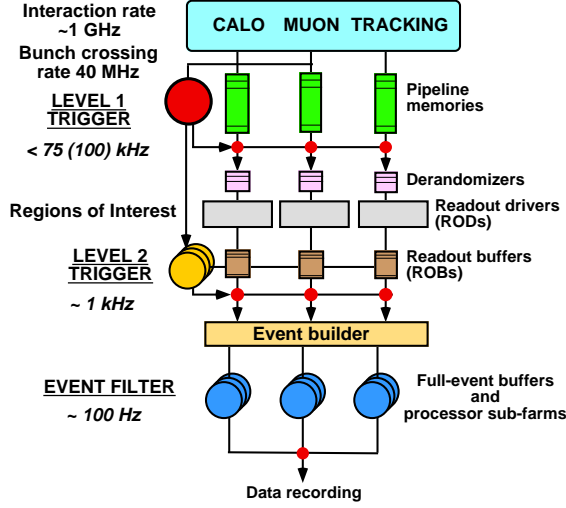 Interaction rate
~1 GHz
CALO MUON TRACKING
Bunch crossing
rate 40 MHz
Pipeline
memories
LEVEL 1
TRIGGER
< 75 (100) kHz
Derandomizers
Regions of Interest
Readout drivers
(RODs)
LEVEL 2
TRIGGER
~ 1 kHz
Readout buffers
(ROBs)
Event builder
EVENT FILTER
~ 100 Hz
Full-event buffers
and
processor sub-farms
Data recording